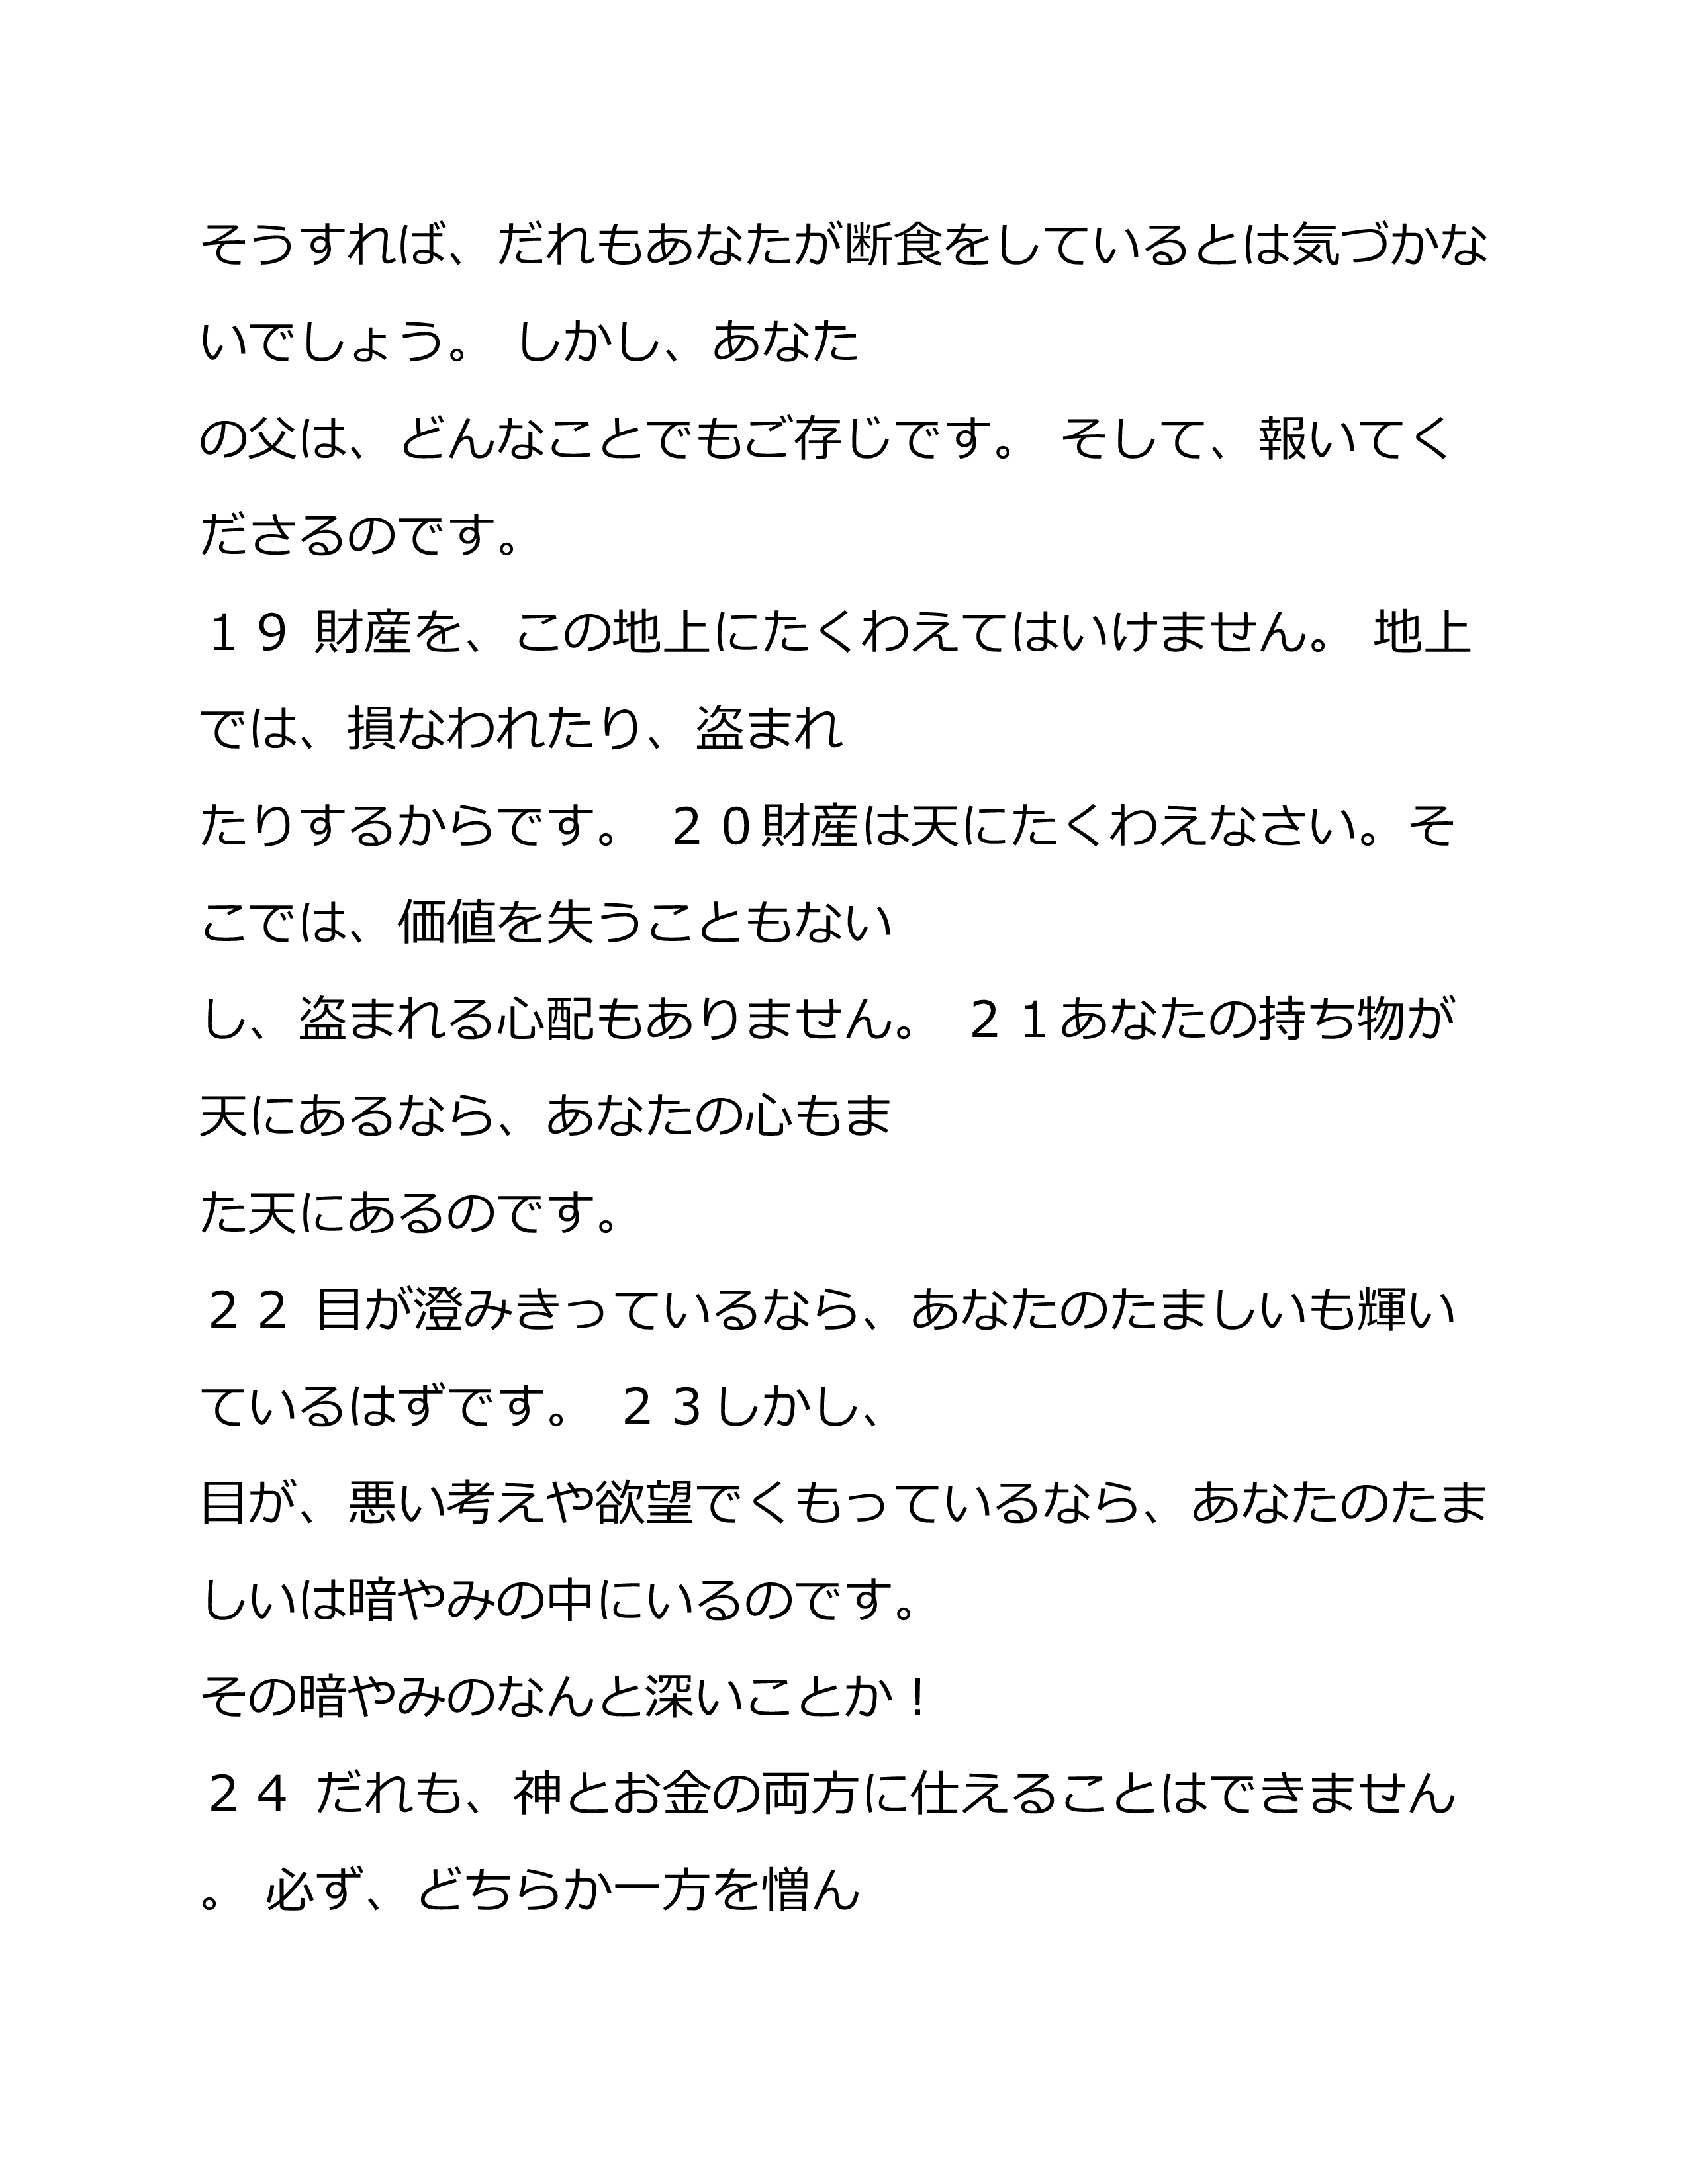 そうすれば、だれもあなたが断食をしているとは気づかな
いでしょう。 しかし、あなた
の父は、どんなことでもご存じです。 そして、報いてく
ださるのです。
１９ 財産を、この地上にたくわえてはいけません。 地上
では、損なわれたり、盗まれ
たりするからです。 ２０財産は天にたくわえなさい。そ
こでは、価値を失うこともない
し、盗まれる心配もありません。 ２１あなたの持ち物が
天にあるなら、あなたの心もま
た天にあるのです。
２２ 目が澄みきっているなら、あなたのたましいも輝い
ているはずです。 ２３しかし、
目が、悪い考えや欲望でくもっているなら、あなたのたま
しいは暗やみの中にいるのです。
その暗やみのなんと深いことか！
２４ だれも、神とお金の両方に仕えることはできません
。 必ず、どちらか一方を憎ん